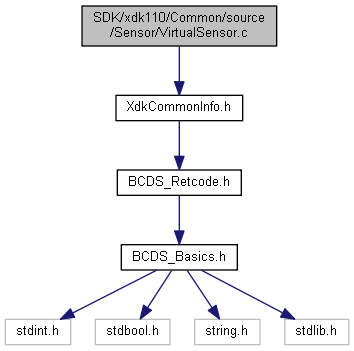 SDK/xdk110/Common/source
/Sensor/VirtualSensor.c
XdkCommonInfo.h
BCDS_Retcode.h
BCDS_Basics.h
stdint.h
stdbool.h
string.h
stdlib.h